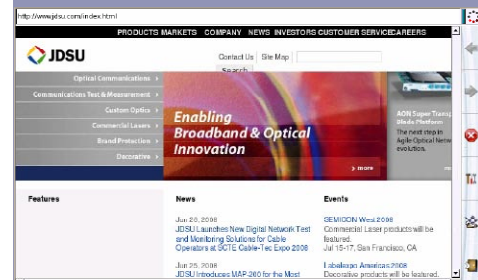 http://www.jdsu.com/index.html
PRODUCTS MARKETS COMPANY NEWS INVESTORS CUSTOMER SERVICE CAREERS
JDSU
Contact Us Site Map
Search
Optical Communications
Communications Test & Measurement
Custom Optics
Commercial Lasers
Brand Protection
Decorative
Enabling
Broadband & Optical
Innovation
> more
AON Super Transp
Blade Platform
The next step in
Agile Optical Netw
evolution.
Features
News
Jun 26, 2008
JDSU Launches New Digital Network Test
and Monitoring Solutions for Cable
Operators at SCTE Cable-Tec Expo 2008
Jun 25, 2008
JDSU Introduces MAP-200 for the Most
Events
SEMICON West 2008
Commercial Laser products will be
featured.
Jul 15-17, San Francisco, CA
Labelexpo Americas 2008
Decorative products will be featured.